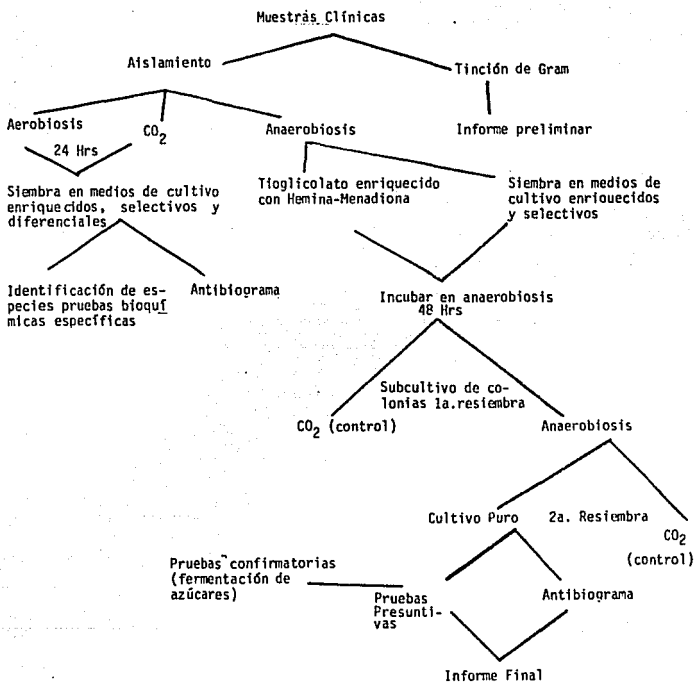 Muestras Clínicas
Aislamiento
Tinción de Gram
Aerobiosis
CO2
Anaerobiosis
Informe preliminar
24 Hrs
Siembra en medios de cultivo
enriquecidos, selectivos y
diferenciales
Tioglicolato enriquecido
con Hemina-Menadiona
Siembra en medios de
cultivo enriouecidos
y selectivos
Identificación de es-
pecies pruebas bioquí
micas específicas
Antibiograma
Incubar en anaerobiosis
48 Hrs
Subcultivo de co-
lonias 1a.resiembra
CO2 (control)
Anaerobiosis
Cultivo Puro
2a. Resiembra
CO2
(control)
Pruebas confirmatorias
(fermentación de
azúcares)
Pruebas
Presunti-
vas
Antibiograma
Informe Final